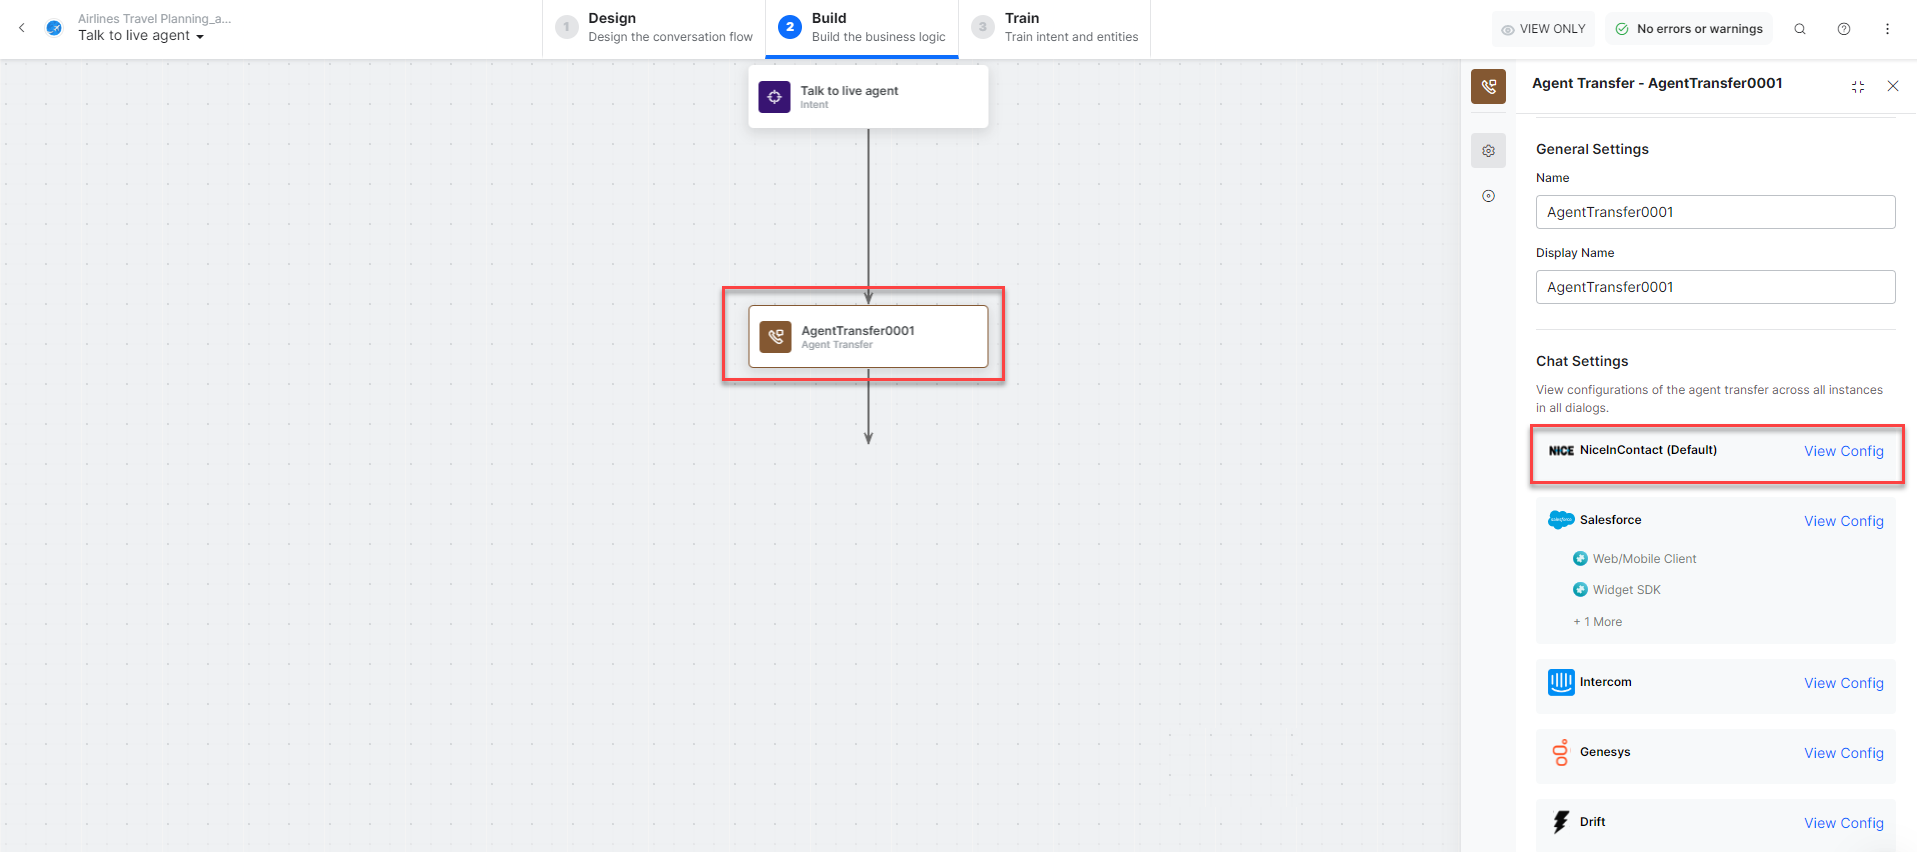 Airlines Travel Planning_a...
Talk to live agent
1
Design
Design the conversation flow
2
Build
Build the business logic
3
Train
Train intent and entities
VIEW ONLY
No errors or warnings
Talk to live agent
Intent
AgentTransfer0001
Agent Transfer
Agent Transfer - AgentTransfer0001
General Settings
Name
AgentTransfer0001
Display Name
AgentTransfer0001
Chat Settings
View configurations of the agent transfer across all instances
in all dialogs.
NICE NiceInContact (Default) View Config
salesforce Salesforce View Config
Web/Mobile Client
Widget SDK
+ 1 More
Intercom View Config
Genesys View Config
Drift View Config